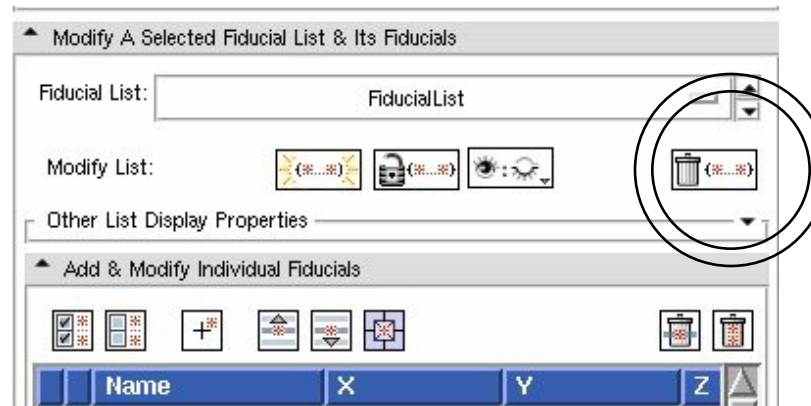 Modify A Selected Fiducial List & Its Fiducials
Fiducial List: FiducialList
Modify List: {*...*} {*...*} : {*...*}
Other List Display Properties
Add & Modify Individual Fiducials
Name X Y Z